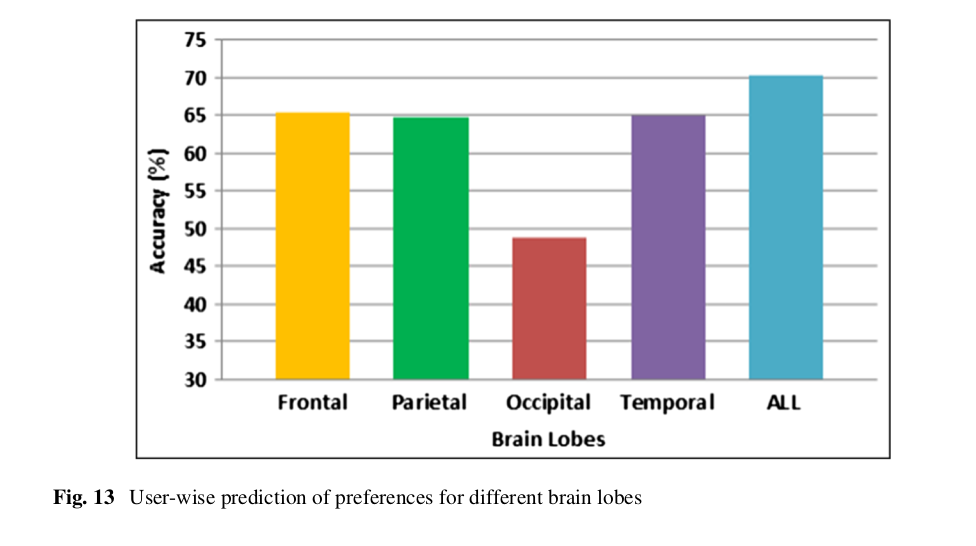 75
70
65
60
55
50
45
40
35
30
Accuracy (%)
Frontal Parietal Occipital Temporal ALL
Brain Lobes
Fig. 13 User-wise prediction of preferences for different brain lobes